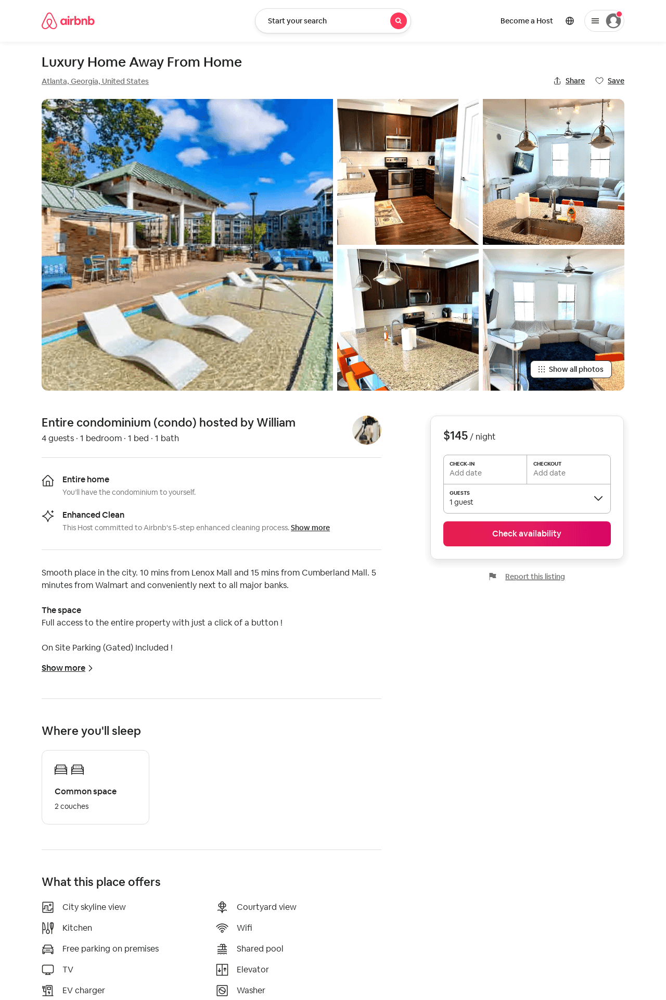 airbnb
Start your search
Become a Host
Luxury Home Away From Home
Atlanta, Georgia, United States
Share
Save
Show all photos
Entire condominium (condo) hosted by William
4 guests · 1 bedroom · 1 bed · 1 bath
Entire home
You’ll have the condominium to yourself.
Enhanced Clean
This Host committed to Airbnb's 5-step enhanced cleaning process. Show more
$145 / night
CHECK-IN
Add date
CHECKOUT
Add date
GUESTS
1 guest
Check availability
Report this listing
Smooth place in the city. 10 mins from Lenox Mall and 15 mins from Cumberland Mall. 5
minutes from Walmart and conveniently next to all major banks.
The space
Full access to the entire property with just a click of a button !
On Site Parking (Gated) Included !
Show more
Where you'll sleep
Common space
2 couches
What this place offers
City skyline view
Courtyard view
Kitchen
Wifi
Free parking on premises
Shared pool
TV
Elevator
EV charger
Washer